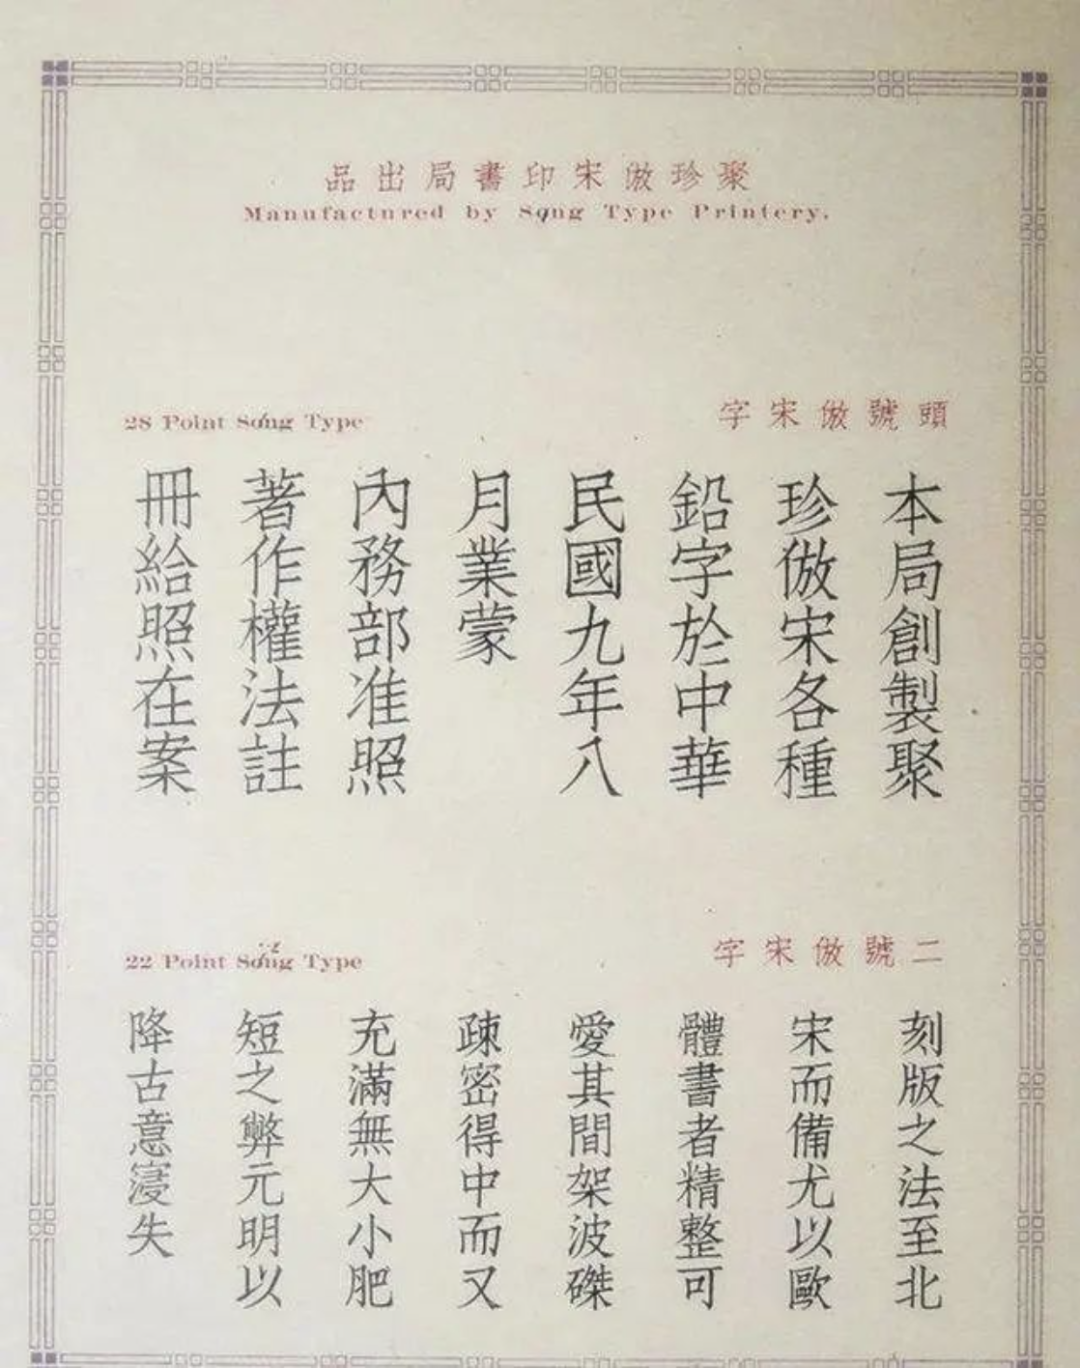 聚珍倣宋印書局出品
Manufactured by Song Type Printery.
頭號倣宋字
28 Point Song Type
本局創製聚
珍倣宋各種
鉛字於中華
民國九年八
月業蒙
內務部准照
著作權法註
冊給照在案
二號倣宋字
22 Point Song Type
刻版之法至北
宋而備尤以歐
體書者精整可
愛其間架波磔
疎密得中而又
充滿無大小肥
短之弊元明以
降古意寖失